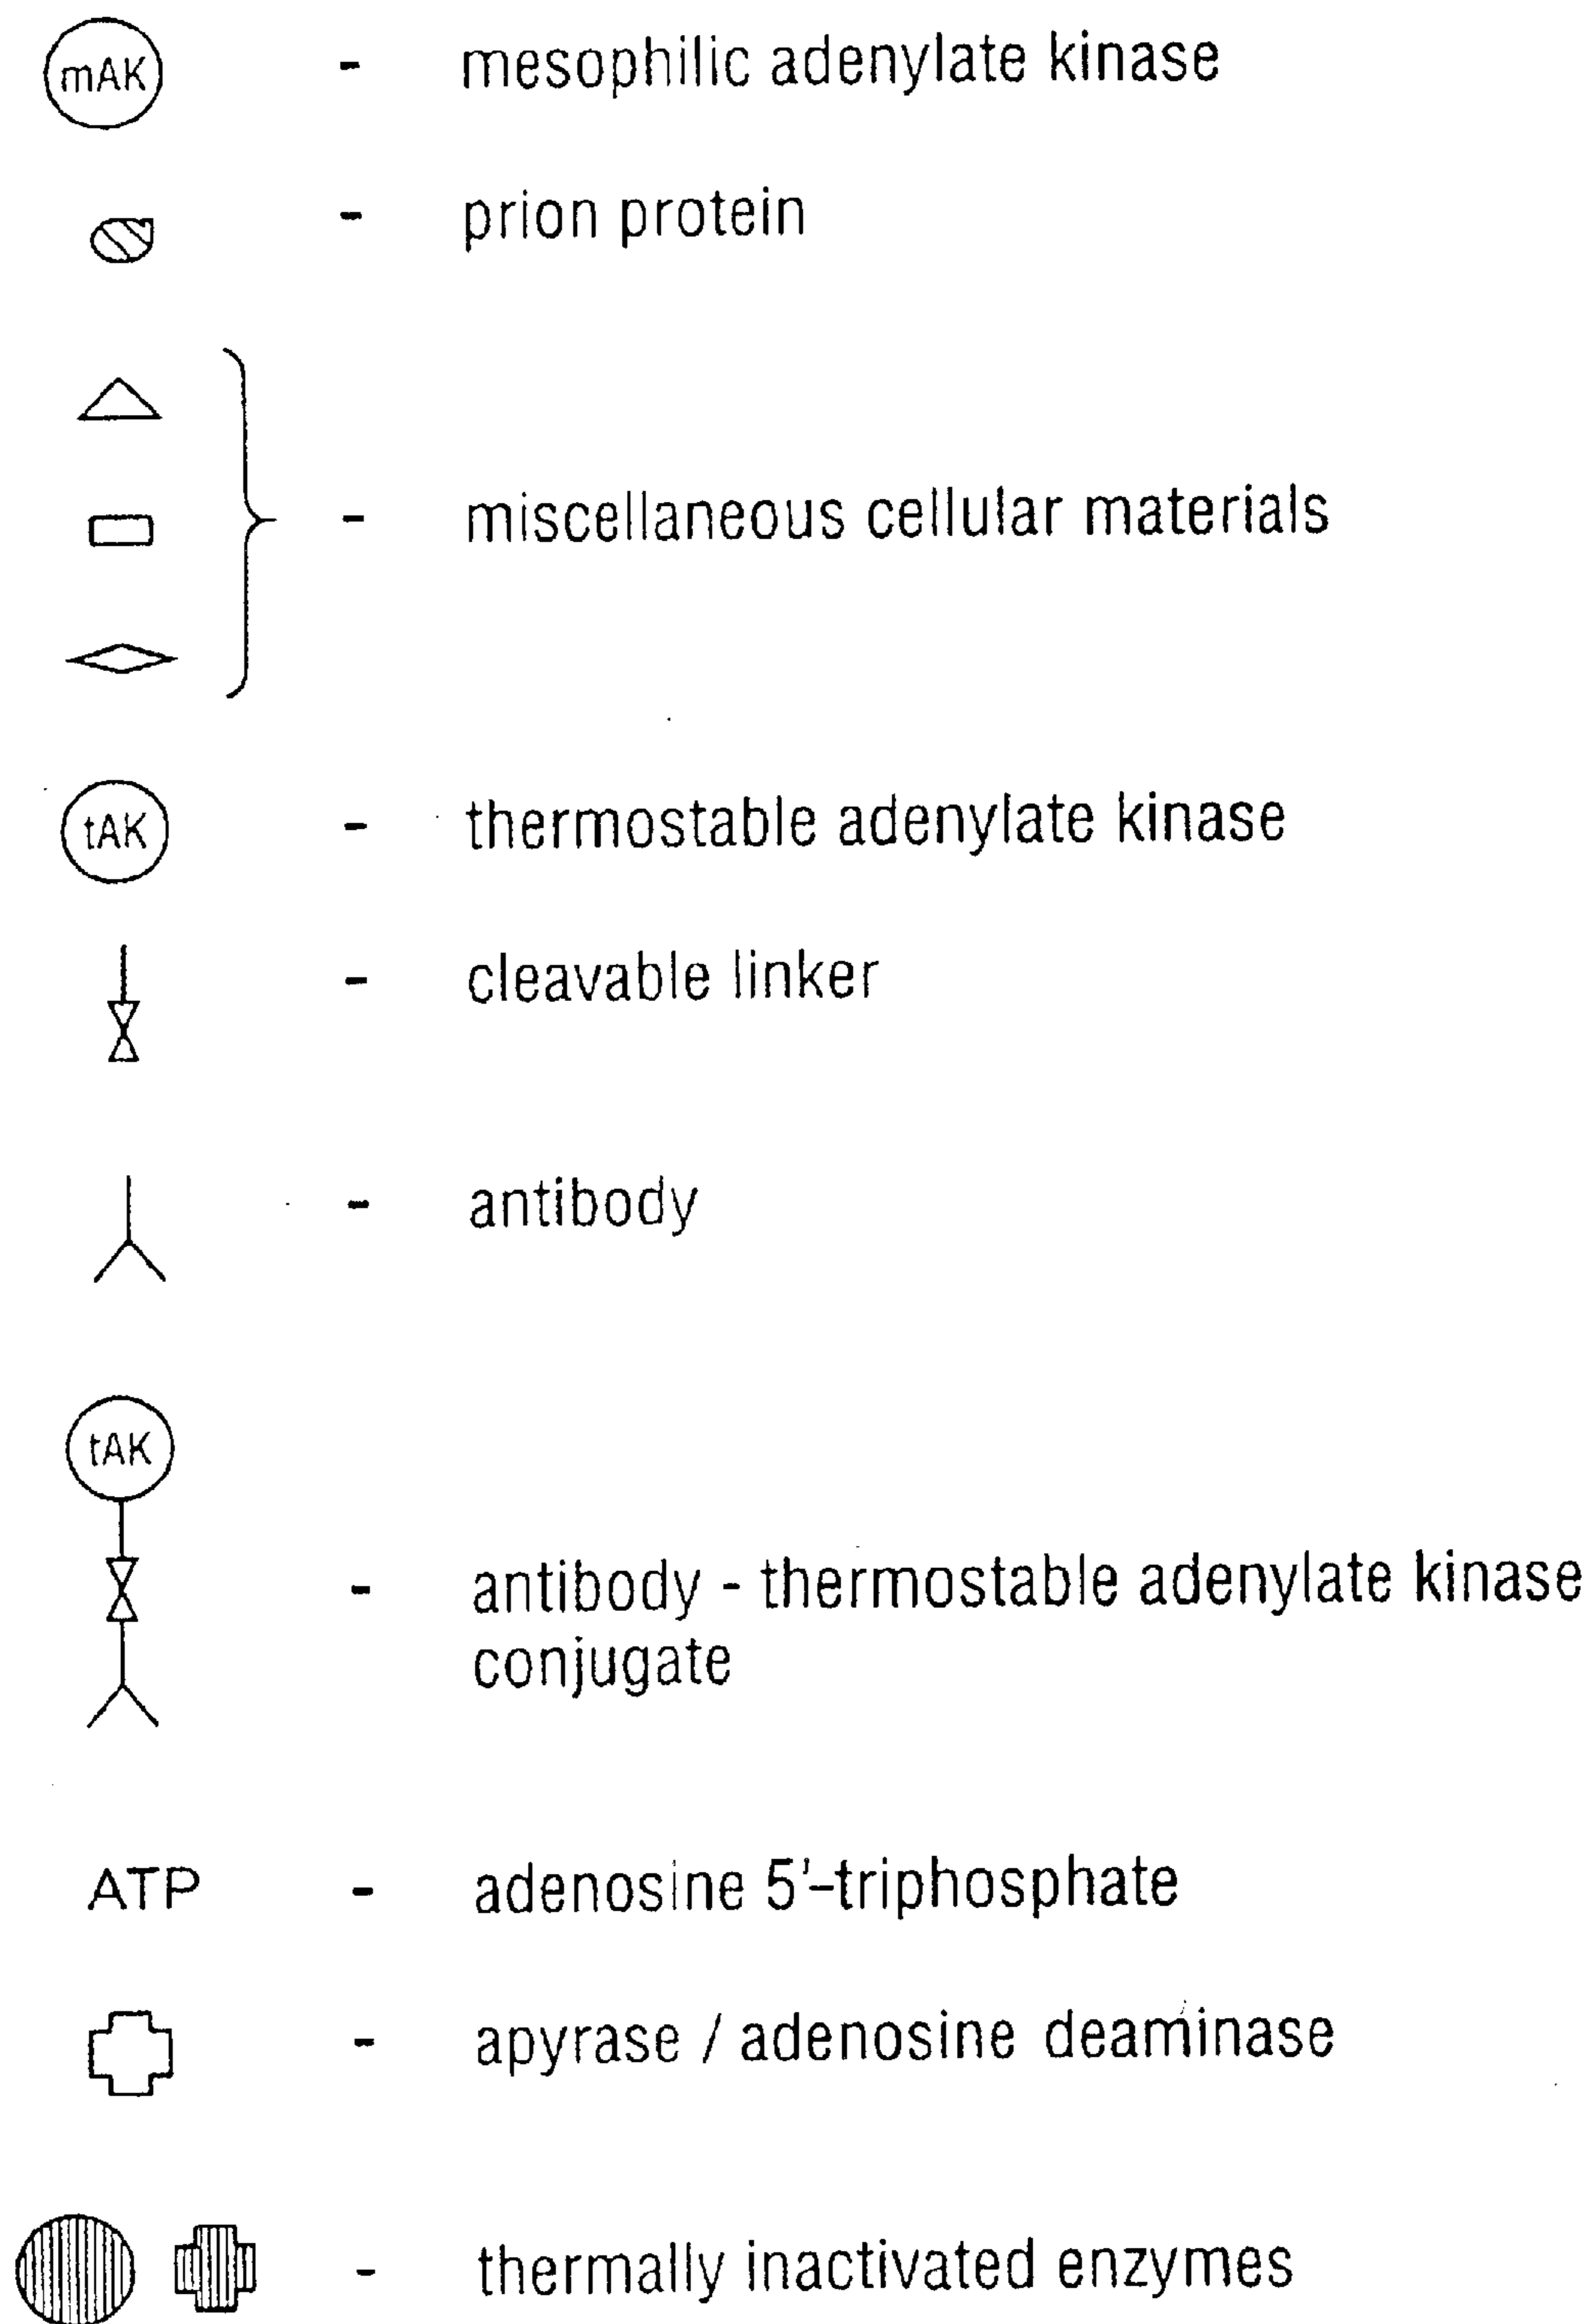 mAK - mesophilic adenylate kinase
- prion protein
- miscellaneous cellular materials
tAK - thermostable adenylate kinase
- cleavable linker
- antibody
tAK
- antibody - thermostable adenylate kinase
conjugate
ATP - adenosine 5'-triphosphate
- apyrase / adenosine deaminase
- thermally inactivated enzymes